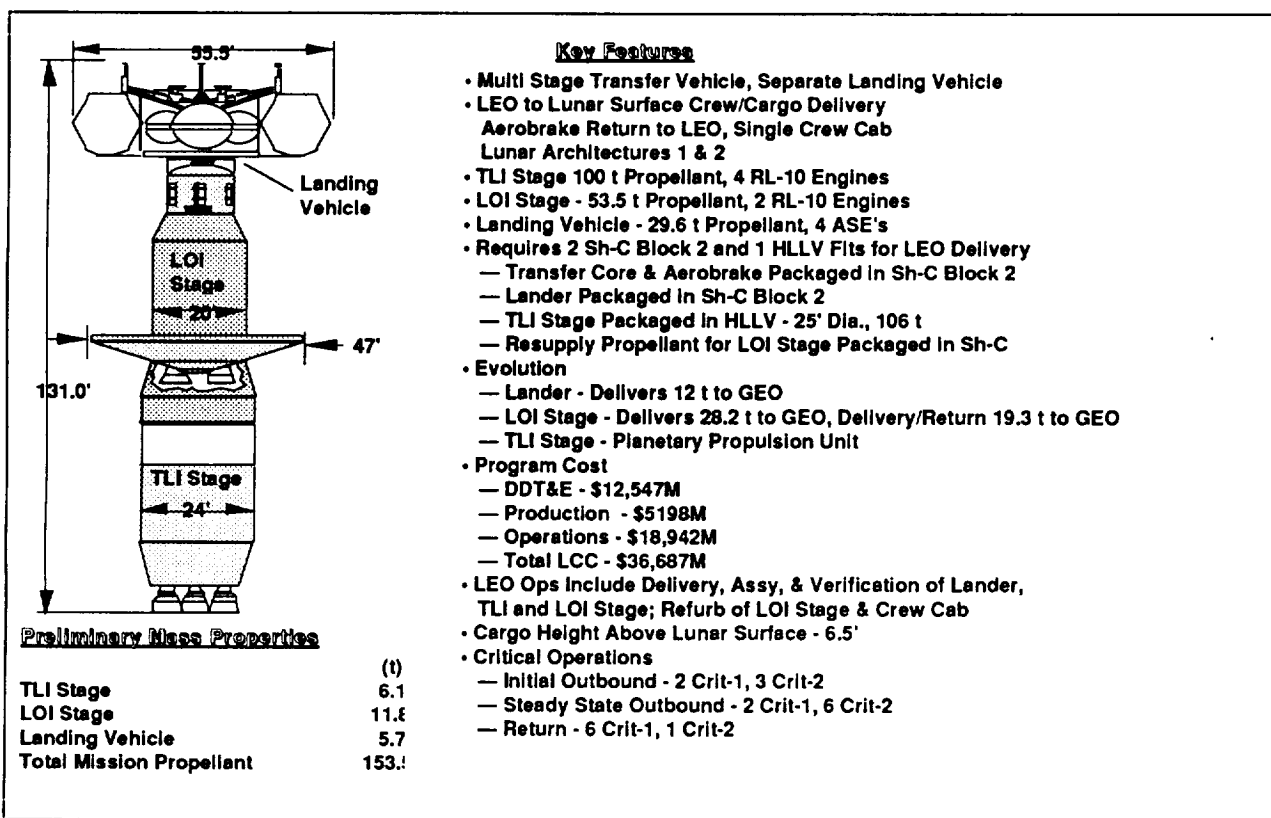 55.5'
Landing
Vehicle
LOI
Stage
20'
47'
131.0'
TLI Stage
24'
Preliminary Mass Properties
(t)
TLI Stage 6.1
LOI Stage 11.
Landing Vehicle 5.7
Total Mission Propellant 153.
Key Features
• Multi Stage Transfer Vehicle, Separate Landing Vehicle
• LEO to Lunar Surface Crew/Cargo Delivery
Aerobrake Return to LEO, Single Crew Cab
Lunar Architectures 1 & 2
• TLI Stage 100 t Propellant, 4 RL-10 Engines
• LOI Stage - 53.5 t Propellant, 2 RL-10 Engines
• Landing Vehicle - 29.6 t Propellant, 4 ASE's
• Requires 2 Sh-C Block 2 and 1 HLLV Flts for LEO Delivery
— Transfer Core & Aerobrake Packaged in Sh-C Block 2
— Lander Packaged in Sh-C Block 2
— TLI Stage Packaged in HLLV - 25' Dia., 106 t
— Resupply Propellant for LOI Stage Packaged in Sh-C
• Evolution
— Lander - Delivers 12 t to GEO
— LOI Stage - Delivers 28.2 t to GEO, Delivery/Return 19.3 t to GEO
— TLI Stage - Planetary Propulsion Unit
• Program Cost
— DDT&E - $12,547M
— Production - $5198M
— Operations - $18,942M
— Total LCC - $36,687M
• LEO Ops Include Delivery, Assy, & Verification of Lander,
TLI and LOI Stage; Refurb of LOI Stage & Crew Cab
• Cargo Height Above Lunar Surface - 6.5'
• Critical Operations
— Initial Outbound - 2 Crit-1, 3 Crit-2
— Steady State Outbound - 2 Crit-1, 6 Crit-2
— Return - 6 Crit-1, 1 Crit-2